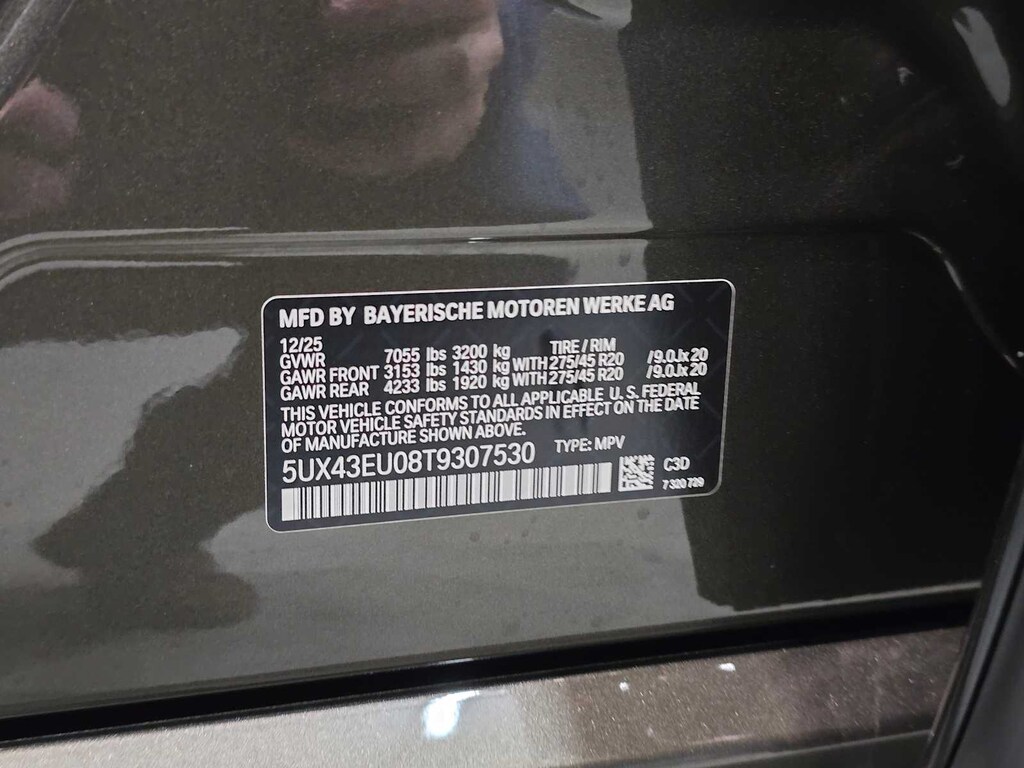 MFD BY BAYERISCHE MOTOREN WERKE AG
12/25
GVWR 7055 lbs 3200 kg TIRE / RIM
GAWR FRONT 3153 lbs 1430 kg WITH 275/45 R20 /9.0Jx20
GAWR REAR 4233 lbs 1920 kg WITH 275/45 R20 /9.0Jx20
THIS VEHICLE CONFORMS TO ALL APPLICABLE U. S. FEDERAL
MOTOR VEHICLE SAFETY STANDARDS IN EFFECT ON THE DATE
OF MANUFACTURE SHOWN ABOVE.
5UX43EU08T9307530 TYPE: MPV
C3D
7 320 729